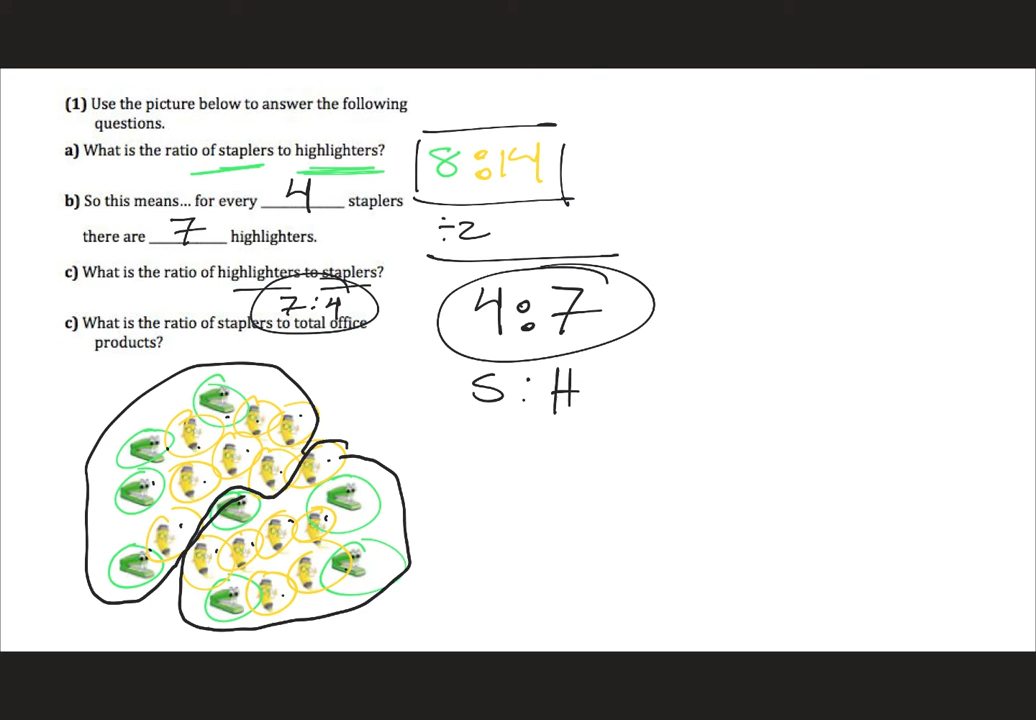 (1) Use the picture below to answer the following
questions.
a) What is the ratio of staplers to highlighters?
8:14
b) So this means... for every 4 staplers
there are 7 highlighters.
÷2
c) What is the ratio of highlighters to staplers?
7:4
4:7
c) What is the ratio of staplers to total office
products?
S : H